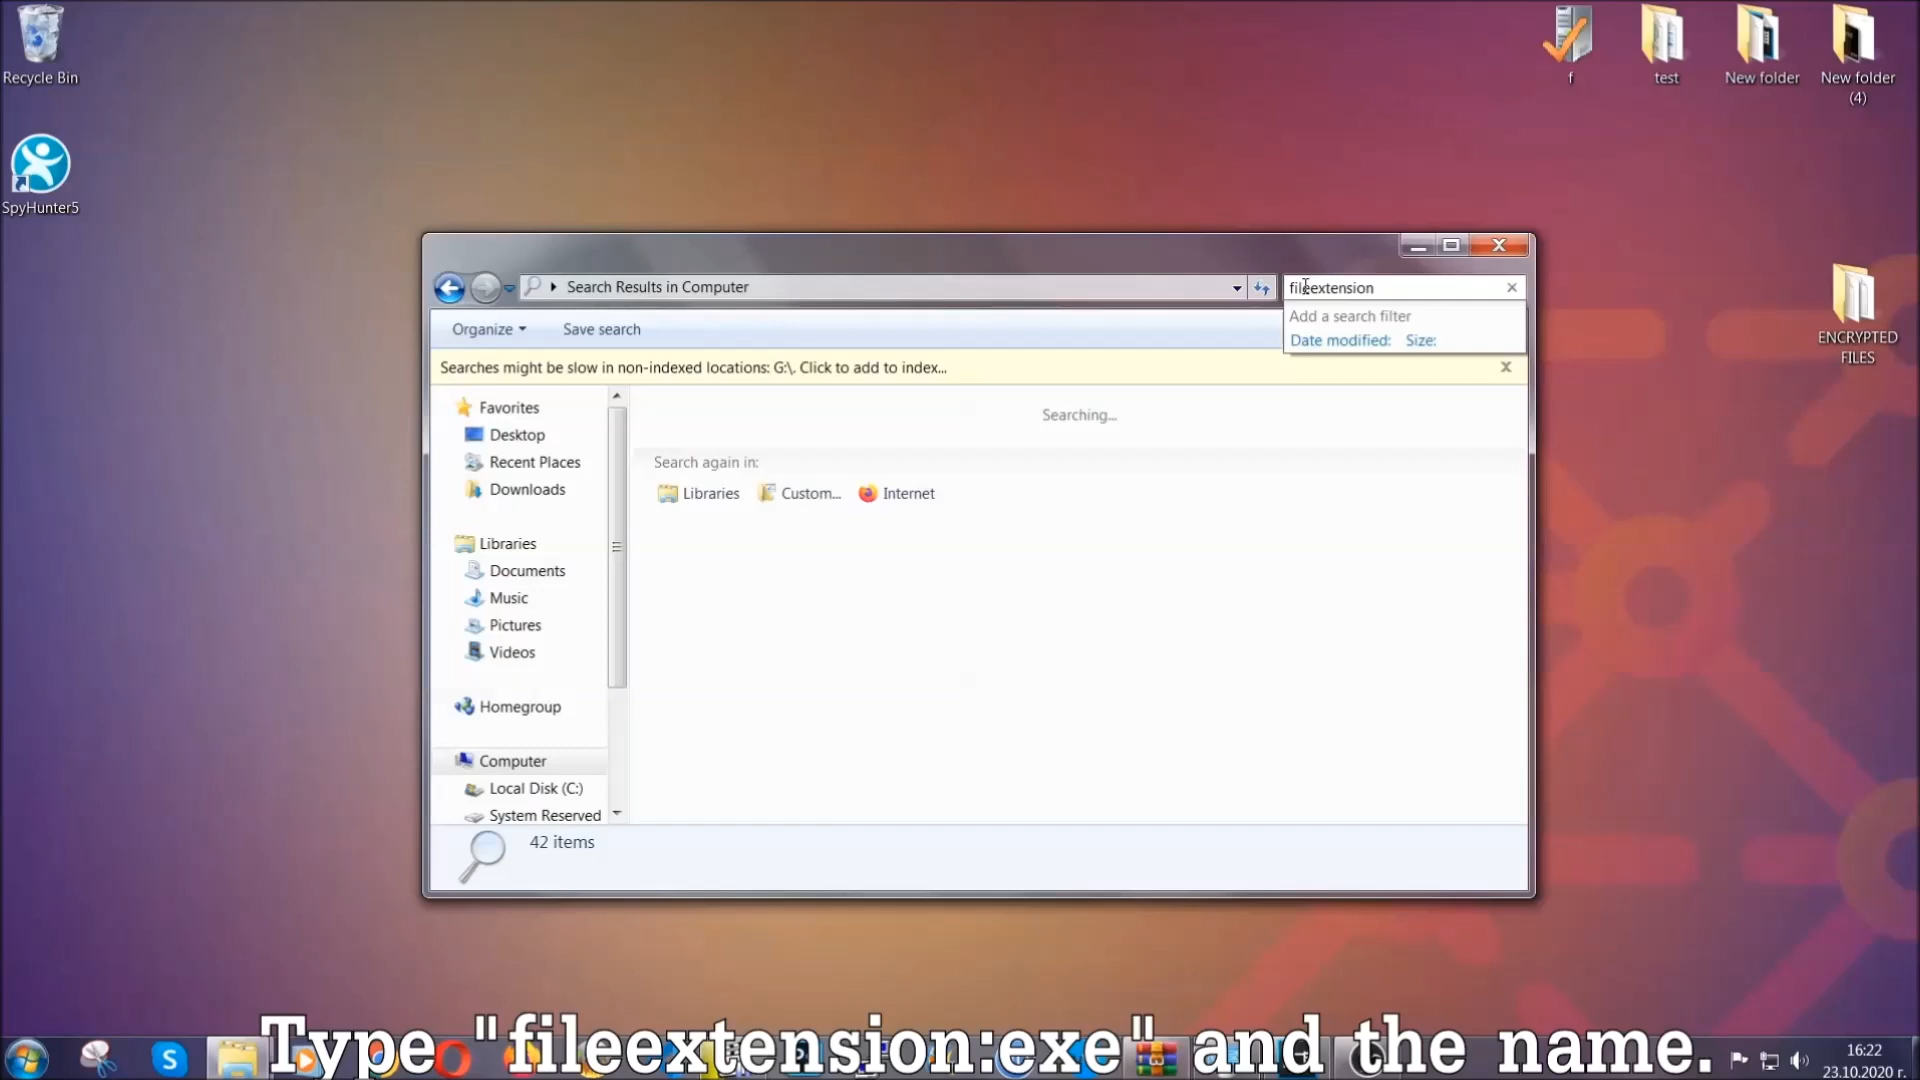 Recycle Bin
SpyHunter5
f
test
New folder
New folder
(4)
ENCRYPTED
FILES
Search Results in Computer
fileextension
Add a search filter
Date modified: Size:
Organize
Save search
Searches might be slow in non-indexed locations: G:\. Click to add to index...
Favorites
Desktop
Recent Places
Downloads
Libraries
Documents
Music
Pictures
Videos
Homegroup
Computer
Local Disk (C:)
System Reserved
Searching...
Search again in:
Libraries
Custom...
Internet
42 items
Type "fileextension:exe" and the name.
16:22
23.10.2020 г.